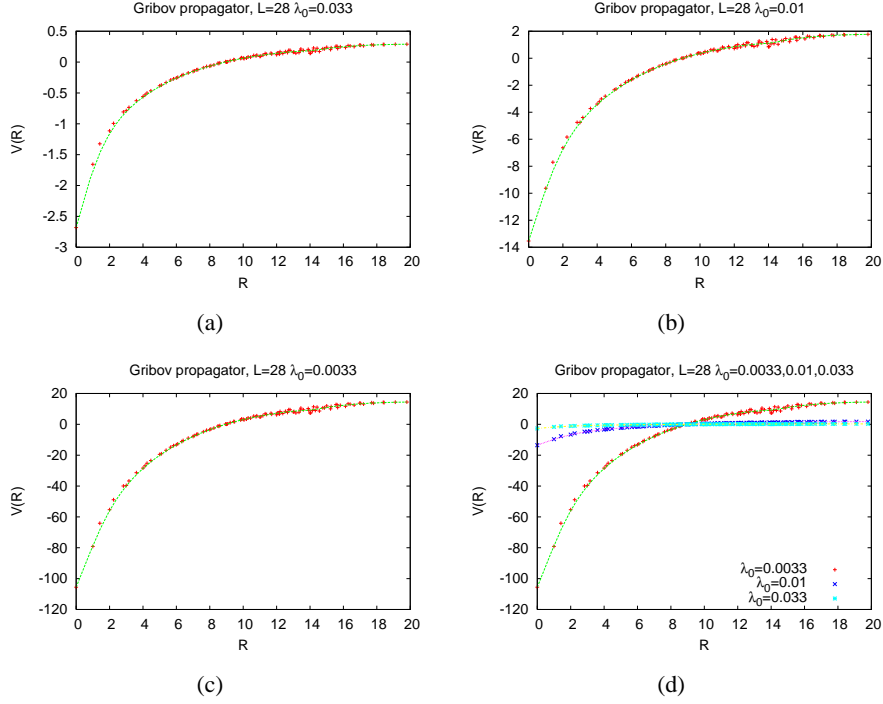 Gribov propagator, L=28 λ0=0.033
0.5
0
-0.5
-1
-1.5
-2
-2.5
-3
V(R)
0 2 4 6 8 10 12 14 16 18 20
R
(a)
Gribov propagator, L=28 λ0=0.01
2
0
-2
-4
-6
-8
-10
-12
-14
V(R)
0 2 4 6 8 10 12 14 16 18 20
R
(b)
Gribov propagator, L=28 λ0=0.0033
20
0
-20
-40
-60
-80
-100
-120
V(R)
0 2 4 6 8 10 12 14 16 18 20
R
(c)
Gribov propagator, L=28 λ0=0.0033,0.01,0.033
20
0
-20
-40
-60
-80
-100
-120
V(R)
λ0=0.0033
λ0=0.01
λ0=0.033
0 2 4 6 8 10 12 14 16 18 20
R
(d)